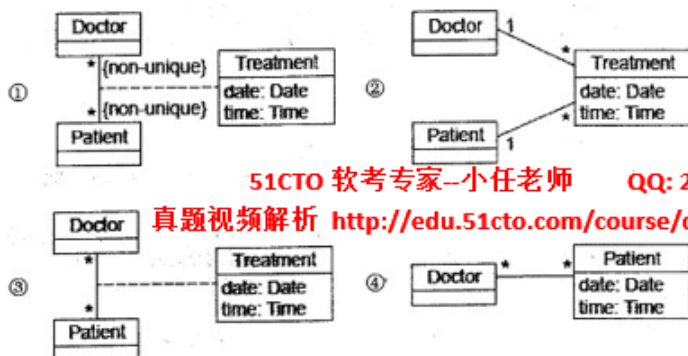 Doctor
* {non-unique}
* {non-unique}
Patient
Treatment
date: Date
time: Time
①
Doctor 1
*
Treatment
date: Date
time: Time
*
Patient 1
②
51CTO 软考专家--小任老师 QQ: 2
真题视频解析 http://edu.51cto.com/course/c
Doctor
*
*
Patient
Treatment
date: Date
time: Time
③
④
Doctor * *
Patient
date: Date
time: Time